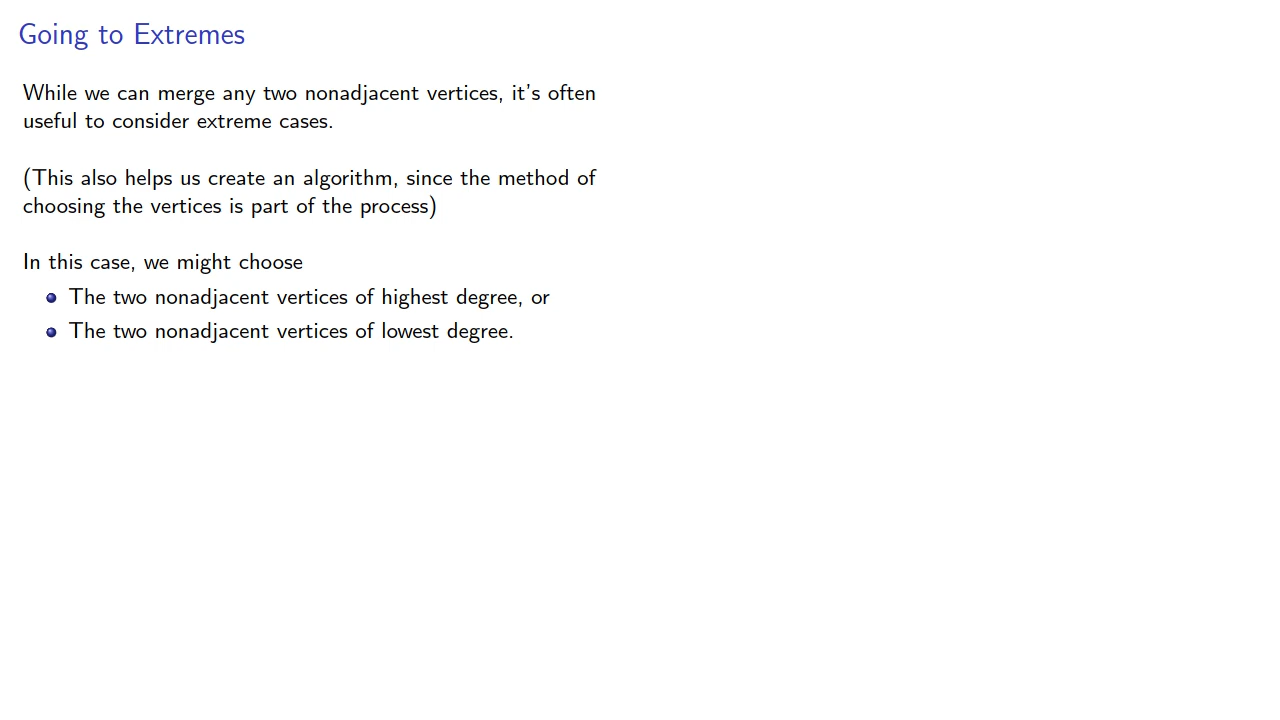 Going to Extremes
While we can merge any two nonadjacent vertices, it's often
useful to consider extreme cases.
(This also helps us create an algorithm, since the method of
choosing the vertices is part of the process)
In this case, we might choose
The two nonadjacent vertices of highest degree, or
The two nonadjacent vertices of lowest degree.